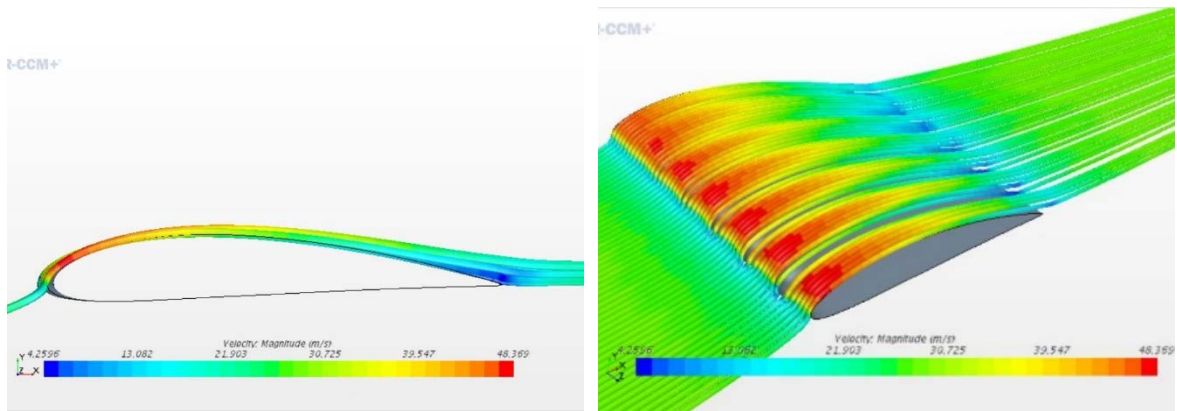 R-CCM+
Velocity: Magnitude (m/s)
4.2596 13.082 21.903 30.725 39.547 48.369
Y
Z X
R-CCM+
Velocity: Magnitude (m/s)
4.2596 13.082 21.903 30.725 39.547 48.369
Y
X
Z